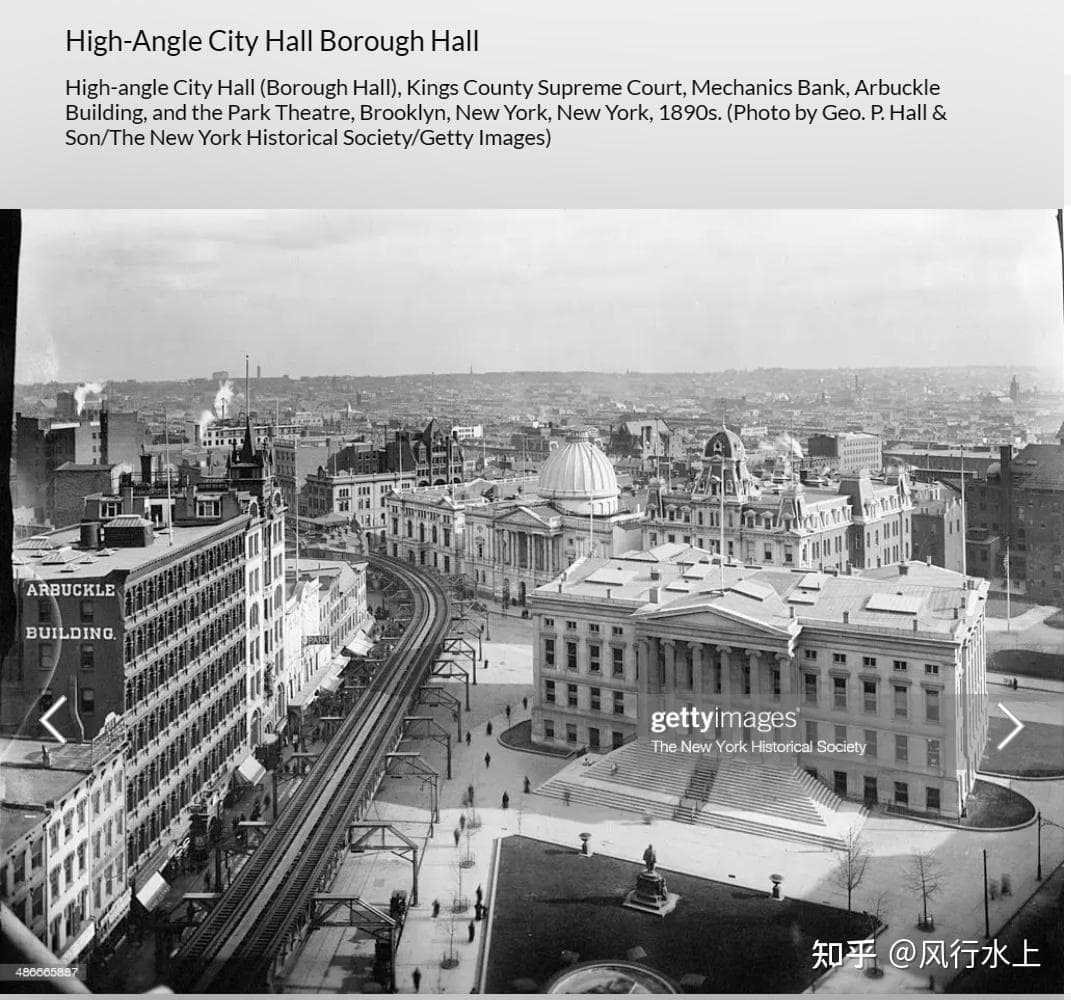 High-Angle City Hall Borough Hall
High-angle City Hall (Borough Hall), Kings County Supreme Court, Mechanics Bank, Arbuckle
Building, and the Park Theatre, Brooklyn, New York, New York, 1890s. (Photo by Geo. P. Hall &
Son/The New York Historical Society/Getty Images)
ARBUCKLE
BUILDING.
PARK
gettyimages
The New York Historical Society
知乎 @风行水上
486665887